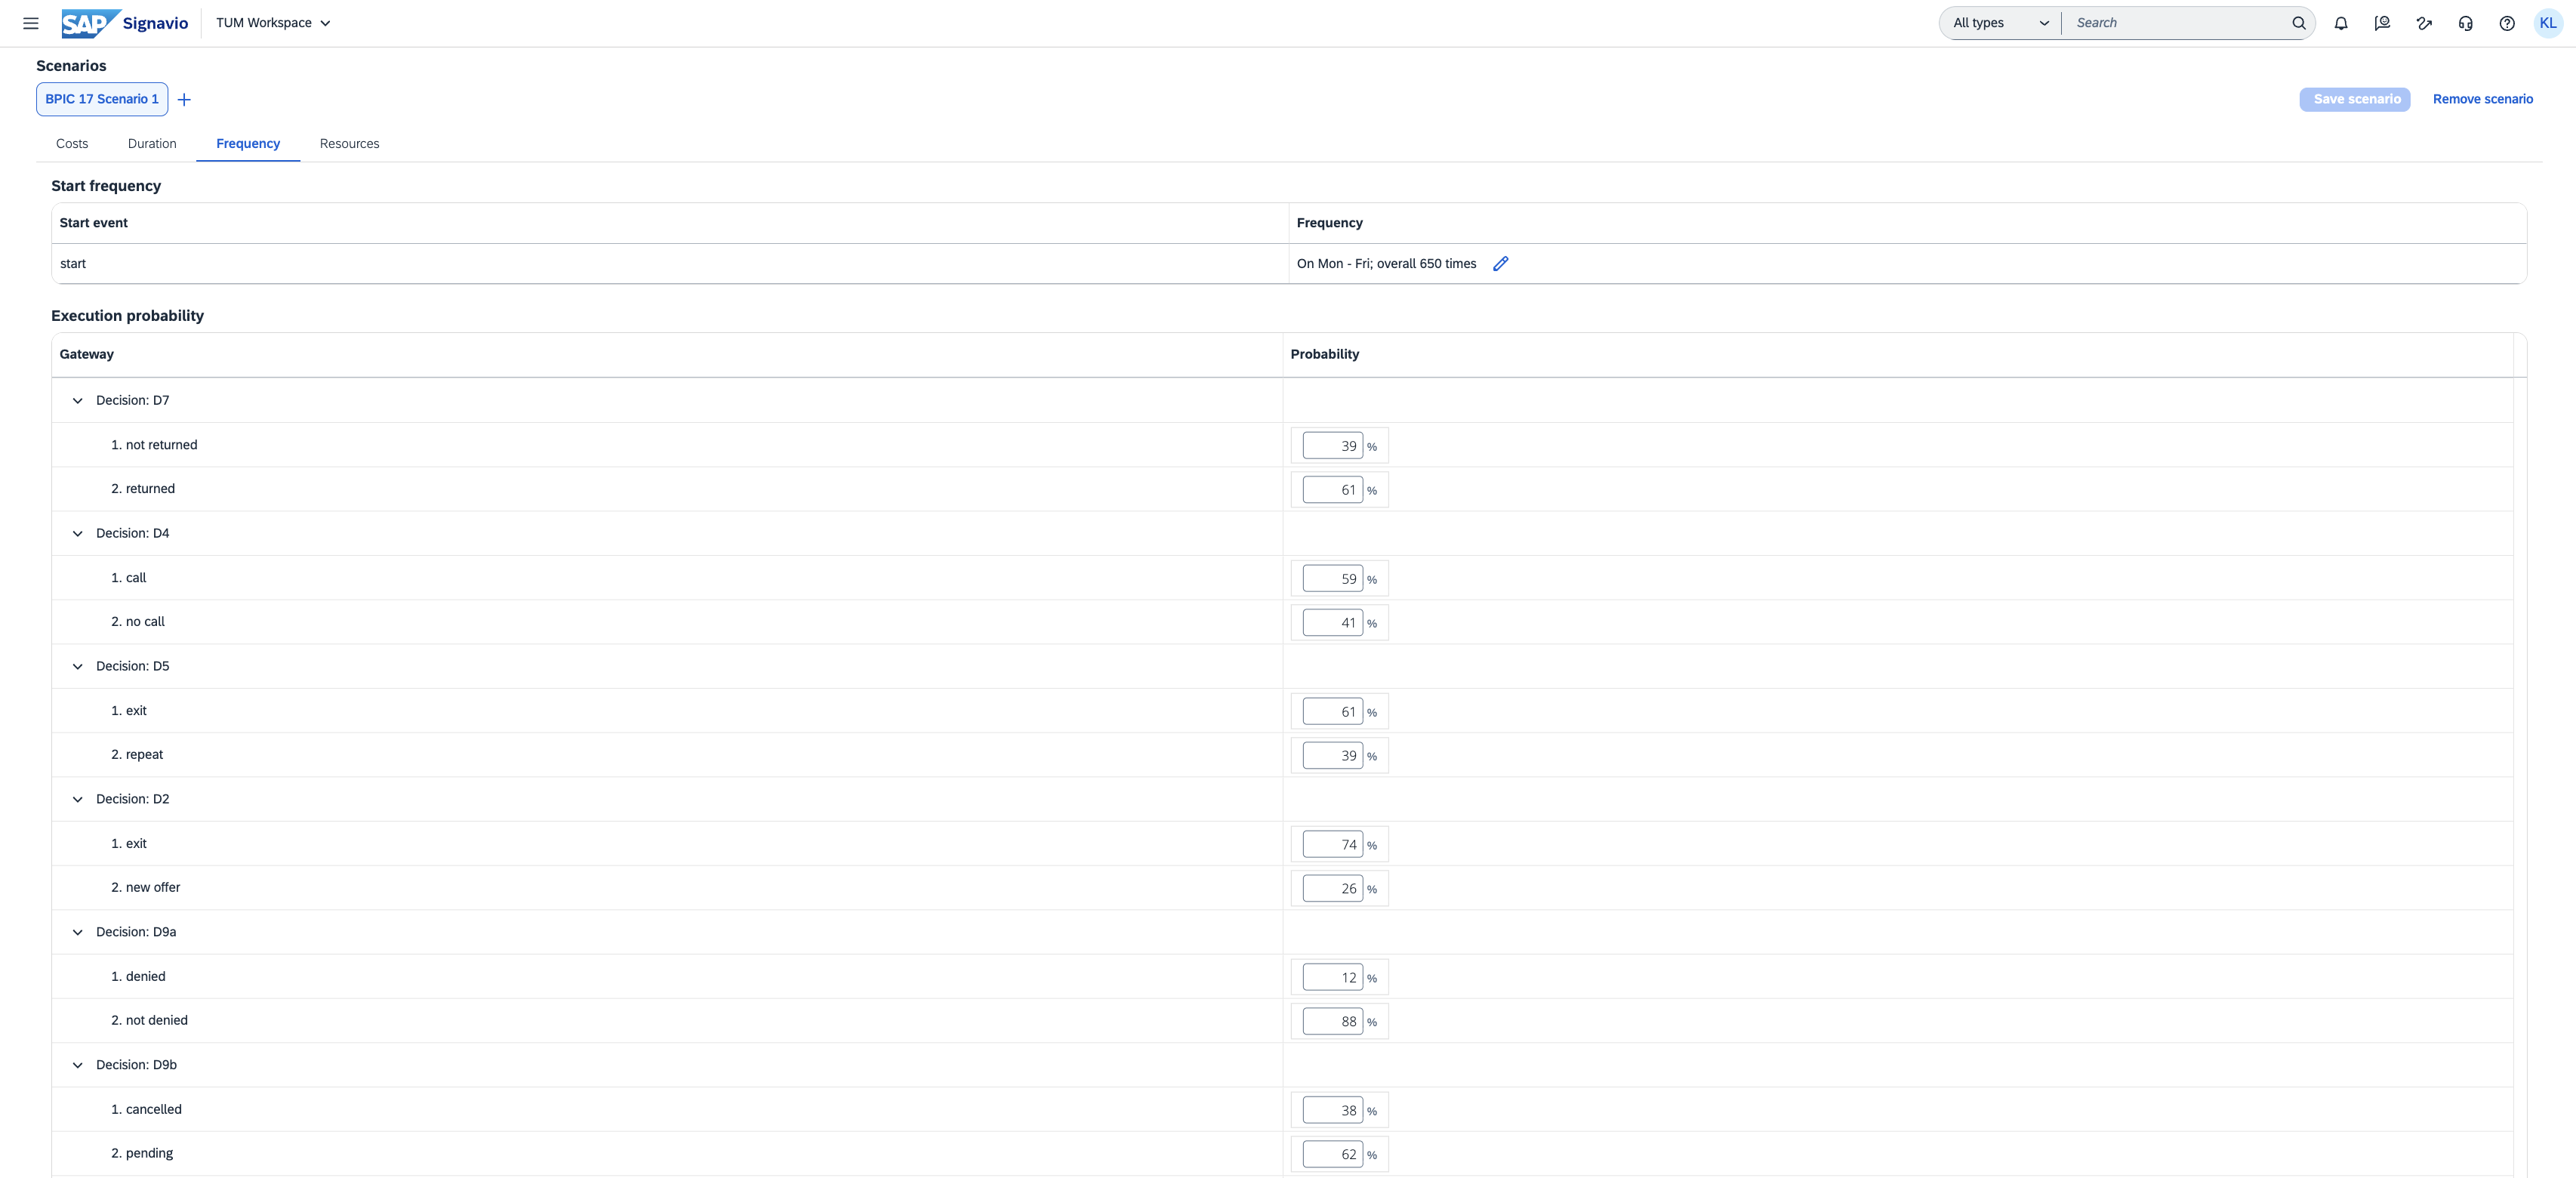 SAP Signavio TUM Workspace All types Search KL
Scenarios
BPIC 17 Scenario 1 Save scenario Remove scenario
Costs Duration Frequency Resources
Start frequency
Start event Frequency
start On Mon - Fri; overall 650 times
Execution probability
Gateway Probability
Decision: D7
1. not returned 39 %
2. returned 61 %
Decision: D4
1. call 59 %
2. no call 41 %
Decision: D5
1. exit 61 %
2. repeat 39 %
Decision: D2
1. exit 74 %
2. new offer 26 %
Decision: D9a
1. denied 12 %
2. not denied 88 %
Decision: D9b
1. cancelled 38 %
2. pending 62 %